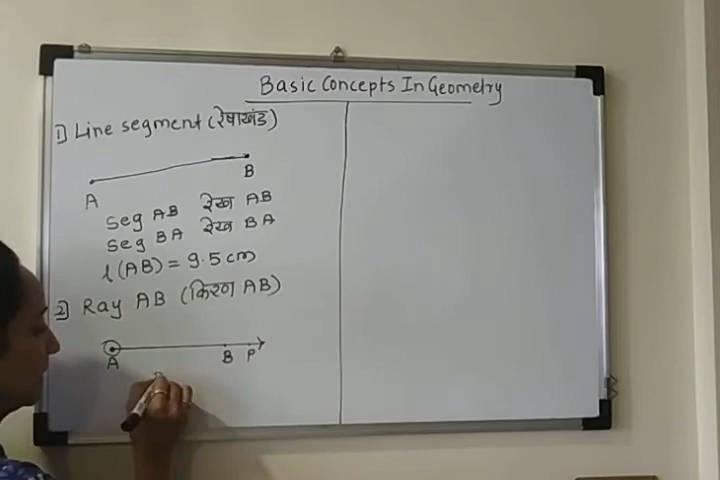 Basic Concepts In Geometry
1) Line segment (रेषाखंड)
A B
seg AB रेख AB
seg BA रेख BA
l(AB) = 9.5 cm
2) Ray AB (किरण AB)
A B P